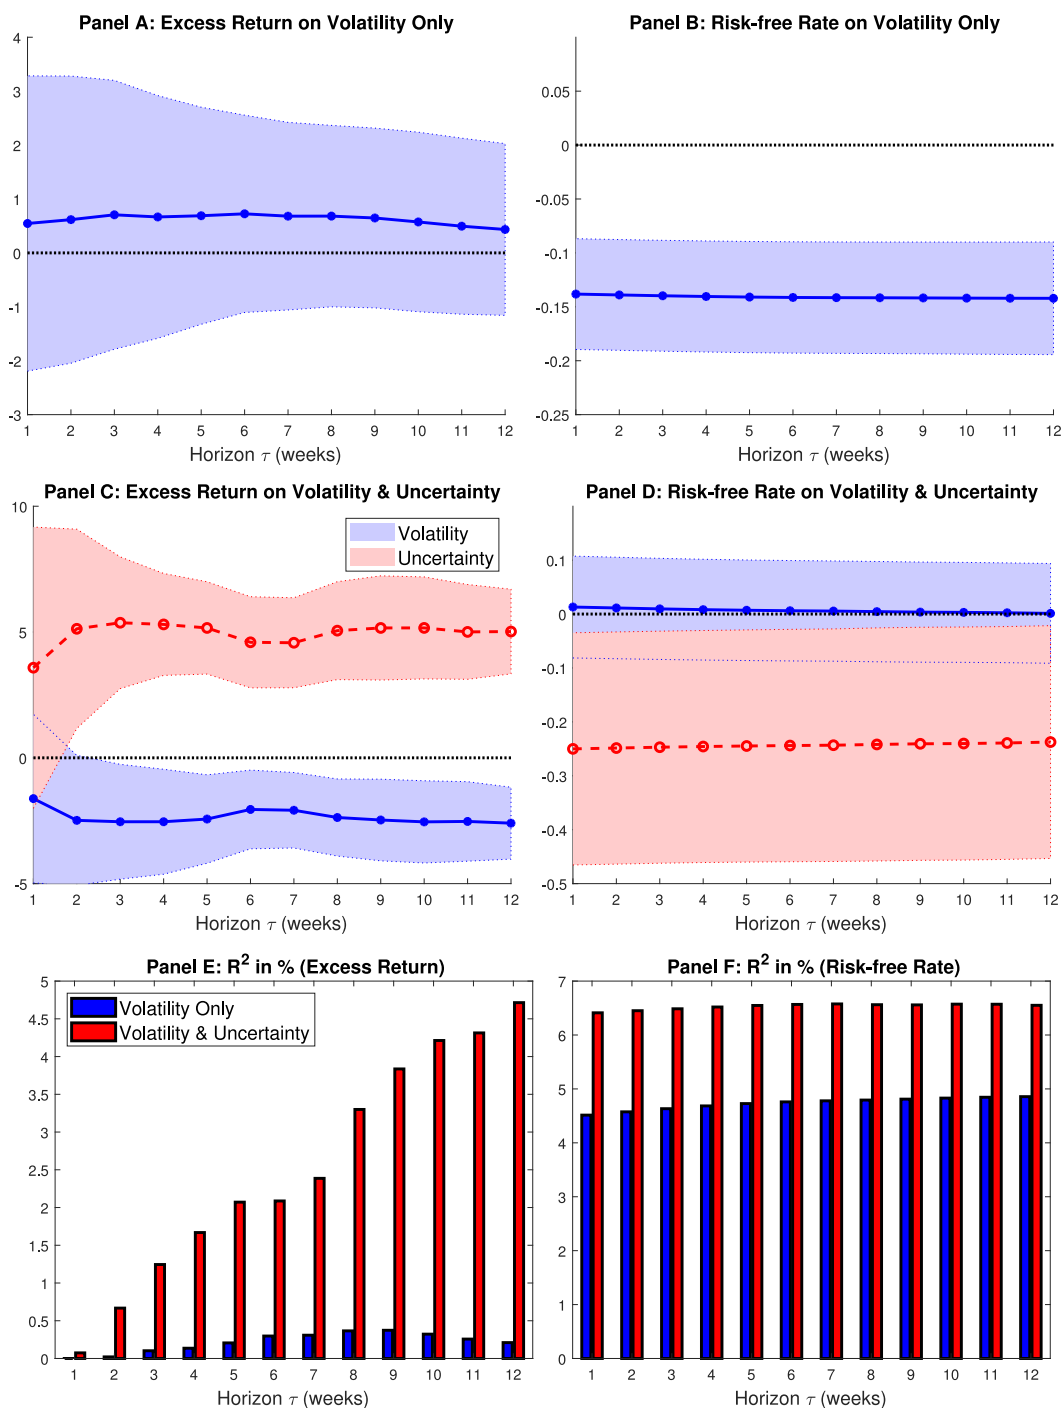 Panel A: Excess Return on Volatility Only
4
3
2
1
0
-1
-2
-3
1 2 3 4 5 6 7 8 9 10 11 12
Horizon τ (weeks)
Panel B: Risk-free Rate on Volatility Only
0.05
0
-0.05
-0.1
-0.15
-0.2
-0.25
1 2 3 4 5 6 7 8 9 10 11 12
Horizon τ (weeks)
Panel C: Excess Return on Volatility & Uncertainty
10
5
0
-5
Volatility
Uncertainty
1 2 3 4 5 6 7 8 9 10 11 12
Horizon τ (weeks)
Panel D: Risk-free Rate on Volatility & Uncertainty
0.1
0
-0.1
-0.2
-0.3
-0.4
-0.5
1 2 3 4 5 6 7 8 9 10 11 12
Horizon τ (weeks)
Panel E: R² in % (Excess Return)
5
4.5
4
3.5
3
2.5
2
1.5
1
0.5
0
Volatility Only
Volatility & Uncertainty
1 2 3 4 5 6 7 8 9 10 11 12
Horizon τ (weeks)
Panel F: R² in % (Risk-free Rate)
7
6
5
4
3
2
1
0
1 2 3 4 5 6 7 8 9 10 11 12
Horizon τ (weeks)